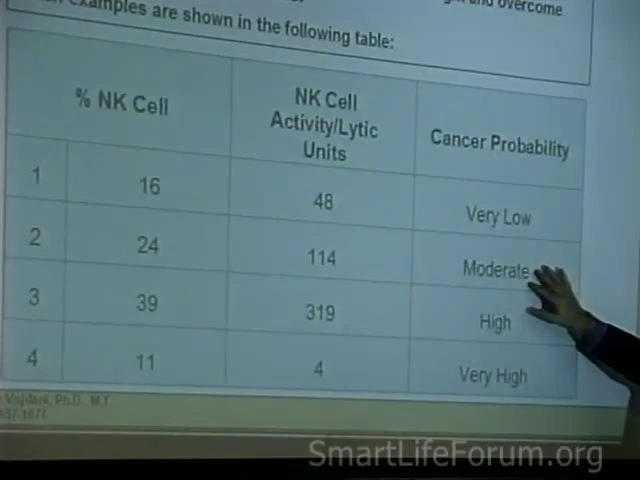 examples are shown in the following table:
and overcome
% NK Cell
NK Cell
Activity/Lytic
Units
Cancer Probability
1 16 48 Very Low
2 24 114 Moderate
3 39 319 High
4 11 4 Very High
Ph.D., M.T.
SmartLifeForum.org